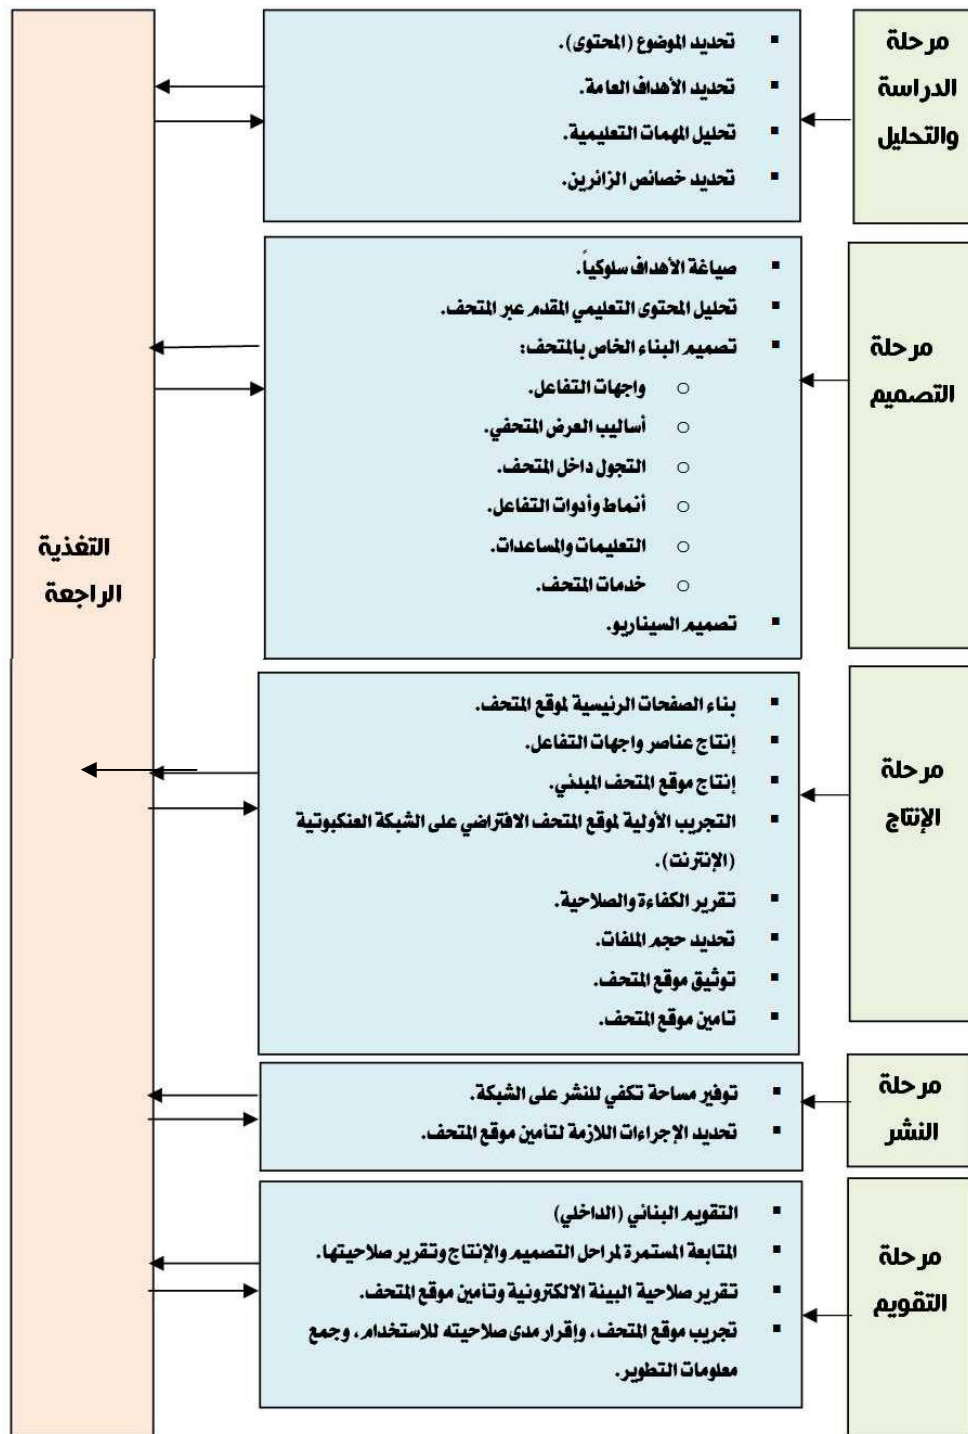 مرحلة
الدراسة
والتحليل
▪ تحديد الموضوع (المحتوى).
▪ تحديد الأهداف العامة.
▪ تحليل المهمات التعليمية.
▪ تحديد خصائص الزائرين.
مرحلة
التصميم
▪ صياغة الأهداف سلوكياً.
▪ تحليل المحتوى التعليمي المقدم عبر المتحف.
▪ تصميم البناء الخاص بالمتحف:
o واجهات التفاعل.
o أساليب العرض المتحفي.
o التجول داخل المتحف.
o أنماط وأدوات التفاعل.
o التعليمات والمساعدات.
o خدمات المتحف.
▪ تصميم السيناريو.
مرحلة
الإنتاج
▪ بناء الصفحات الرئيسية لموقع المتحف.
▪ إنتاج عناصر واجهات التفاعل.
▪ إنتاج موقع المتحف المبدئي.
▪ التجريب الأولية لموقع المتحف الافتراضي على الشبكة العنكبوتية
(الإنترنت).
▪ تقرير الكفاءة والصلاحية.
▪ تحديد حجم الملفات.
▪ توثيق موقع المتحف.
▪ تامين موقع المتحف.
مرحلة
النشر
▪ توفير مساحة تكفي للنشر على الشبكة.
▪ تحديد الإجراءات اللازمة لتأمين موقع المتحف.
مرحلة
التقويم
▪ التقويم البنائي (الداخلي)
▪ المتابعة المستمرة لمراحل التصميم والإنتاج وتقرير صلاحيتها.
▪ تقرير صلاحية البيئة الالكترونية وتأمين موقع المتحف.
▪ تجريب موقع المتحف، وإقرار مدى صلاحيته للاستخدام، وجمع
معلومات التطوير.
التغذية
الراجعة